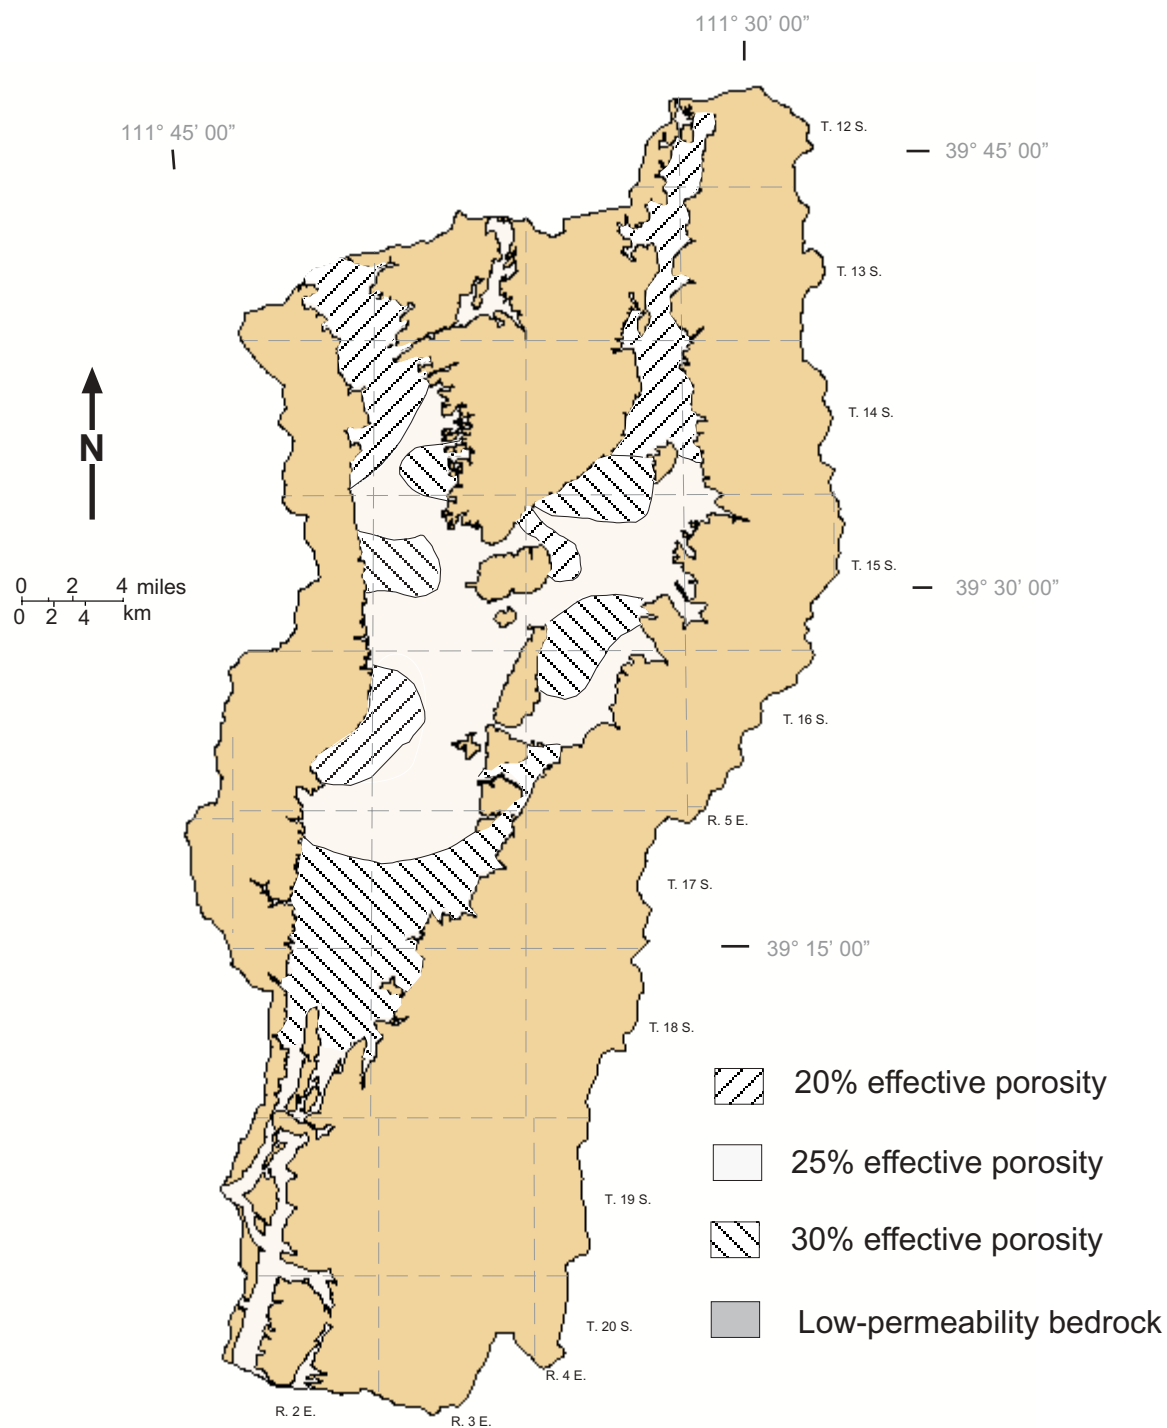 111° 30’ 00”
111° 45’ 00”
T. 12 S.
39° 45’ 00”
T. 13 S.
N
T. 14 S.
T. 15 S.
0 2 4 miles
0 2 4 km
39° 30’ 00”
T. 16 S.
R. 5 E.
T. 17 S.
39° 15’ 00”
T. 18 S.
20% effective porosity
25% effective porosity
T. 19 S.
30% effective porosity
Low-permeability bedrock
T. 20 S.
R. 4 E.
R. 2 E.
R. 3 E.